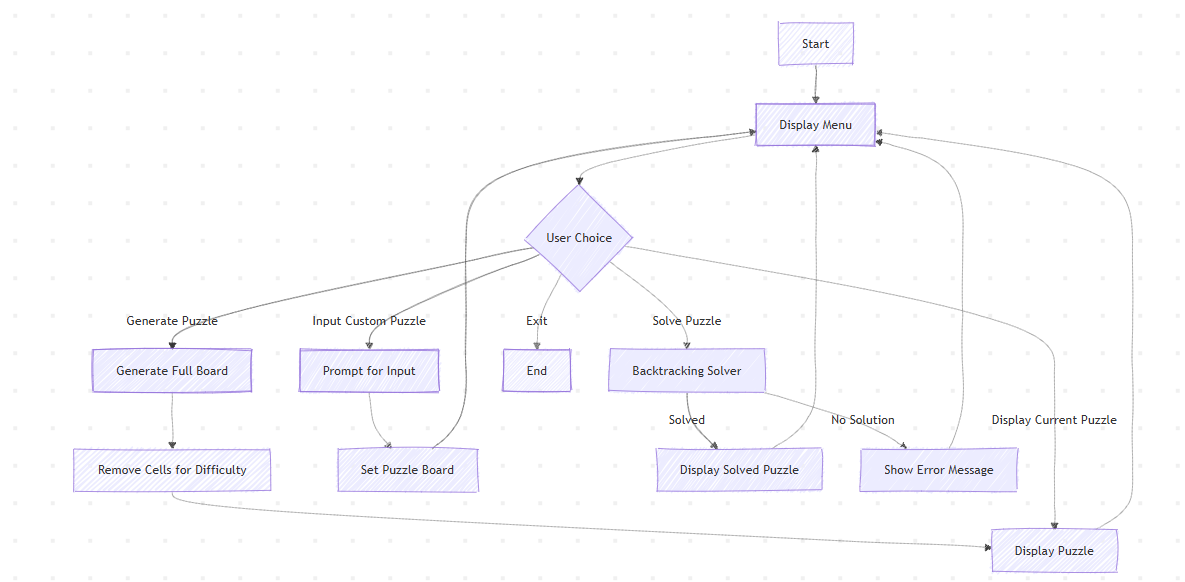 Start
Display Menu
User Choice
Generate Puzzle
Input Custom Puzzle
Exit
Solve Puzzle
Generate Full Board
Prompt for Input
End
Backtracking Solver
Solved
No Solution
Display Current Puzzle
Remove Cells for Difficulty
Set Puzzle Board
Display Solved Puzzle
Show Error Message
Display Puzzle